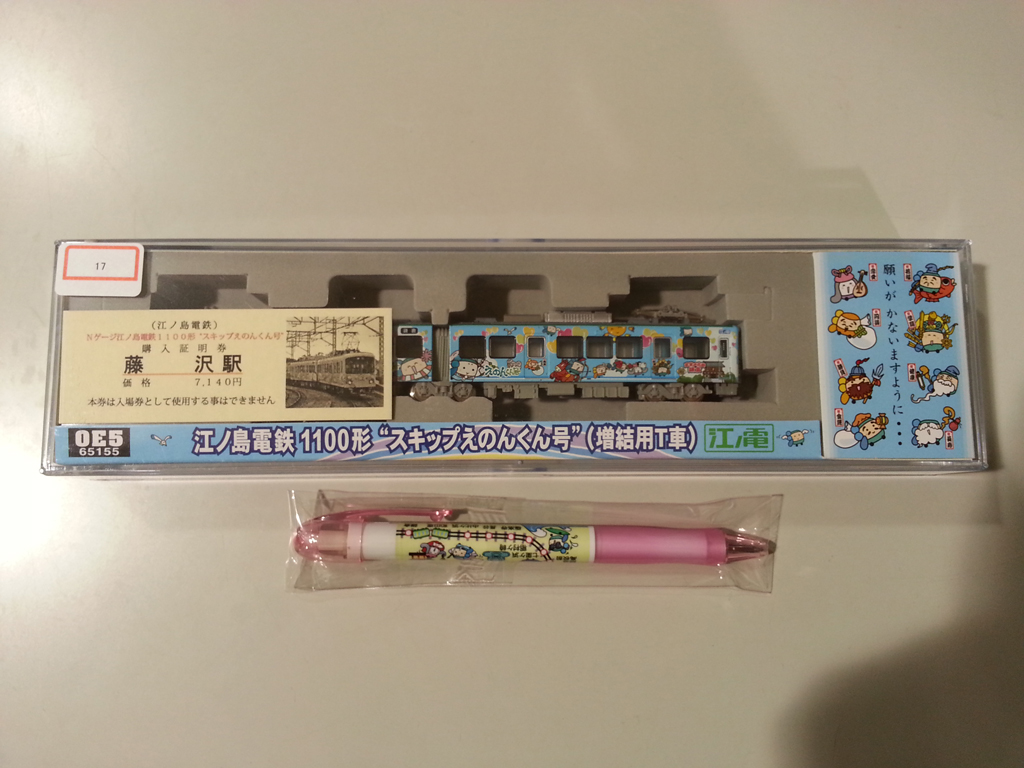 17
(江ノ島電鉄)
Nゲージ江ノ島電鉄1100形“スキップえのんくん号”
購入証明券
藤 沢駅
価格 7,140円
本券は入場券として使用する事はできません
えのんくん
願いが かないますように・・・
OE5
65155
江ノ島電鉄 1100形 “スキップえのんくん号” (増結用T車) 江ノ電